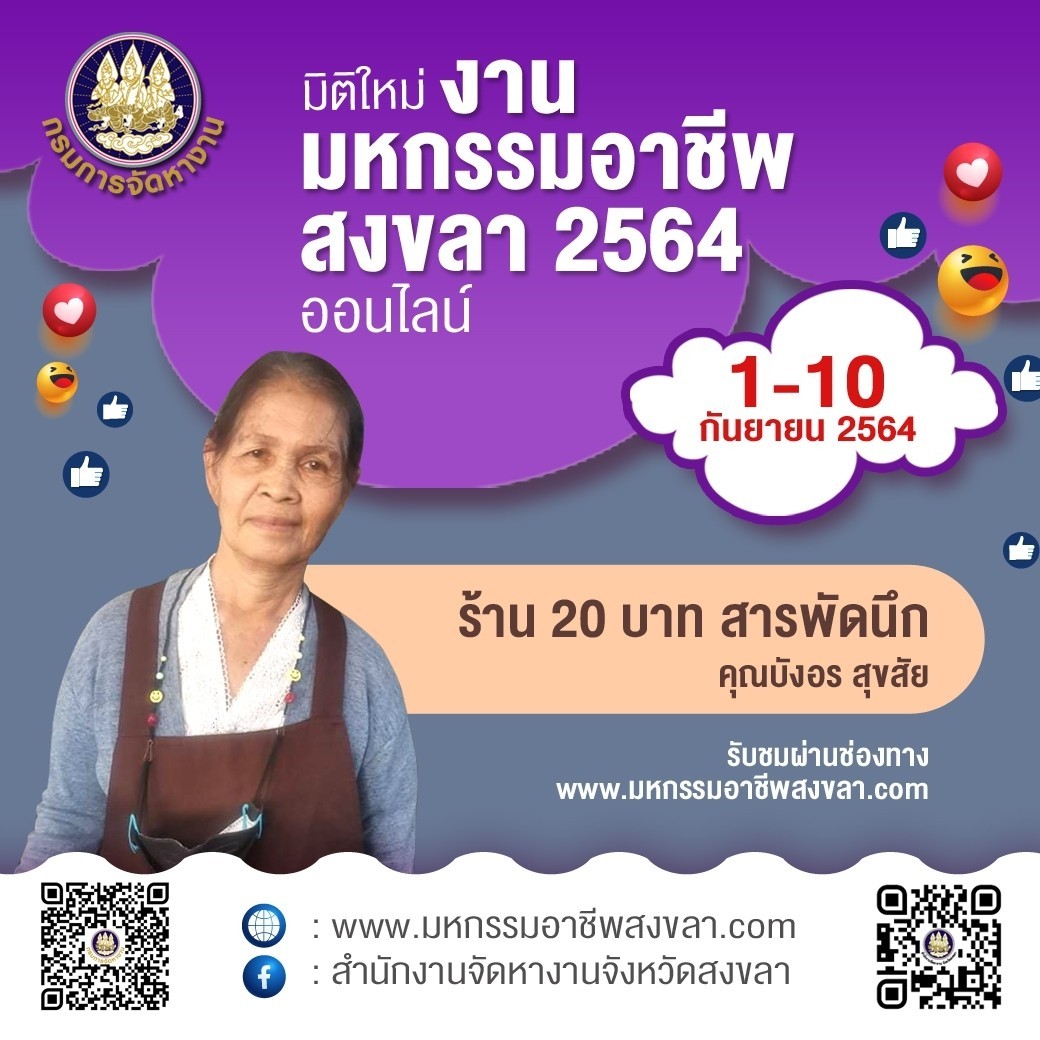 กรมการจัดหางาน
มิติใหม่ งาน
มหกรรมอาชีพ
สงขลา 2564
ออนไลน์
1-10
กันยายน 2564
ร้าน 20 บาท สารพัดนึก
คุณบังอร สุขสัย
รับชมผ่านช่องทาง
www.มหกรรมอาชีพสงขลา.com
: www.มหกรรมอาชีพสงขลา.com
: สำนักงานจัดหางานจังหวัดสงขลา